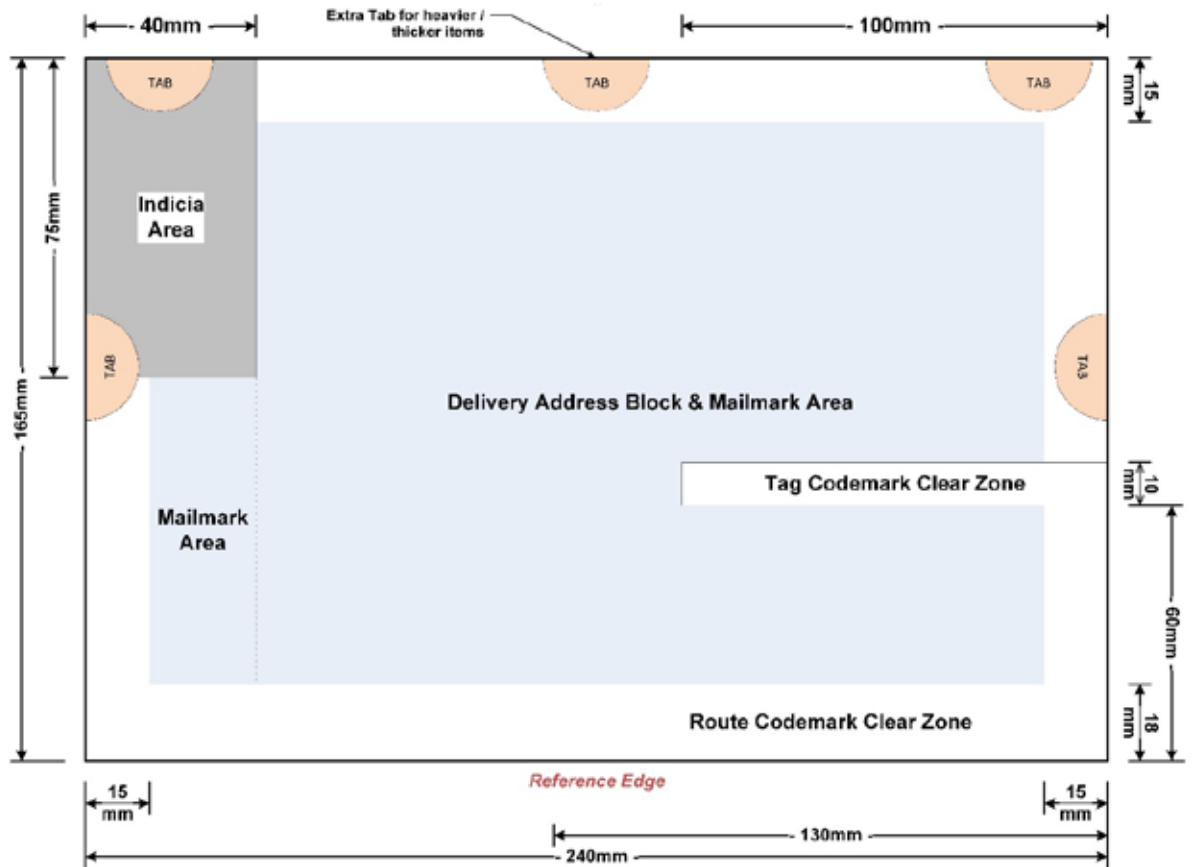 - 40mm -
Extra Tab for heavier /
thicker items
- 100mm -
TAB
TAB
TAB
15
mm
Indicia
Area
- 75mm -
TAB
TAB
- 165mm -
Delivery Address Block & Mailmark Area
Tag Codemark Clear Zone
10
mm
Mailmark
Area
- 60mm -
Route Codemark Clear Zone
18
mm
Reference Edge
15
mm
15
mm
- 130mm -
- 240mm -